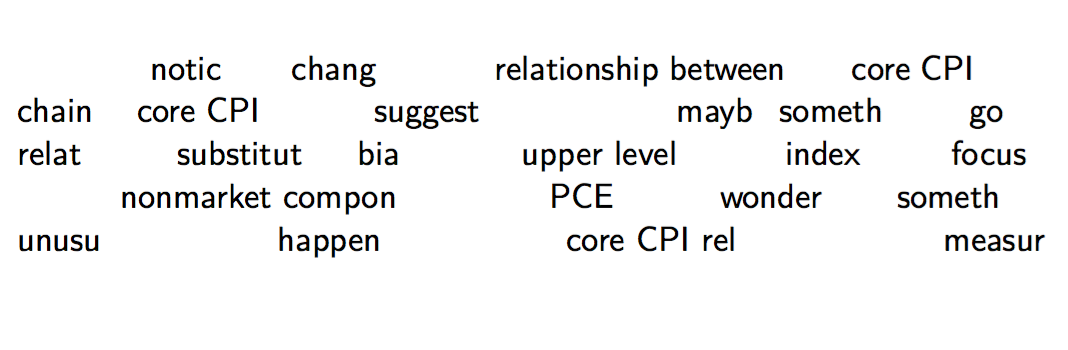 notic chang relationship between core CPI
chain core CPI suggest mayb someth go
relat substitut bia upper level index focus
nonmarket compon PCE wonder someth
unusu happen core CPI rel measur